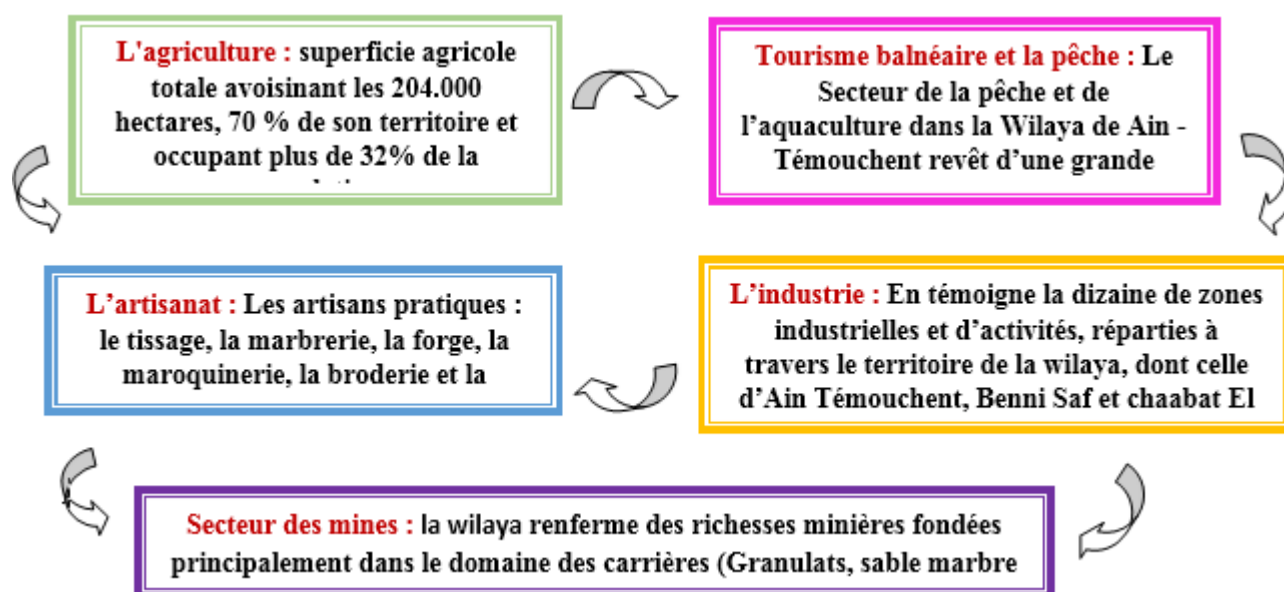 L'agriculture : superficie agricole
totale avoisinant les 204.000
hectares, 70 % de son territoire et
occupant plus de 32% de la
Tourisme balnéaire et la pêche : Le
Secteur de la pêche et de
l’aquaculture dans la Wilaya de Ain -
Témouchent revêt d’une grande
L’artisanat : Les artisans pratiques :
le tissage, la marbrerie, la forge, la
maroquinerie, la broderie et la
L’industrie : En témoigne la dizaine de zones
industrielles et d’activités, réparties à
travers le territoire de la wilaya, dont celle
d’Ain Témouchent, Benni Saf et chaabat El
Secteur des mines : la wilaya renferme des richesses minières fondées
principalement dans le domaine des carrières (Granulats, sable marbre